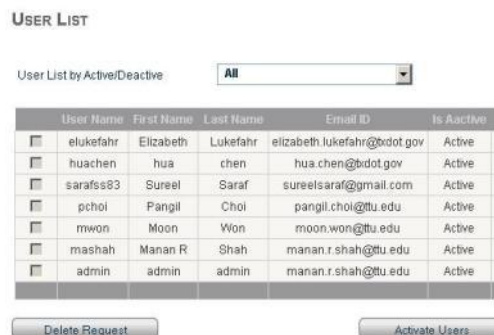 USER LIST
User List by Active/Deactive All
User Name First Name Last Name Email ID Is Aactive
elukefahr Elizabeth Lukefahr elizabeth.lukefahr@txdot.gov Active
huachen hua chen hua.chen@txdot.gov Active
sarafss83 Sureel Saraf sureelsaraf@gmail.com Active
pchoi Pangil Choi pangil.choi@ttu.edu Active
mwon Moon Won moon.won@ttu.edu Active
mashah Manan R Shah manan.r.shah@ttu.edu Active
admin admin admin manan.r.shah@ttu.edu Active
Delete Request Activate Users